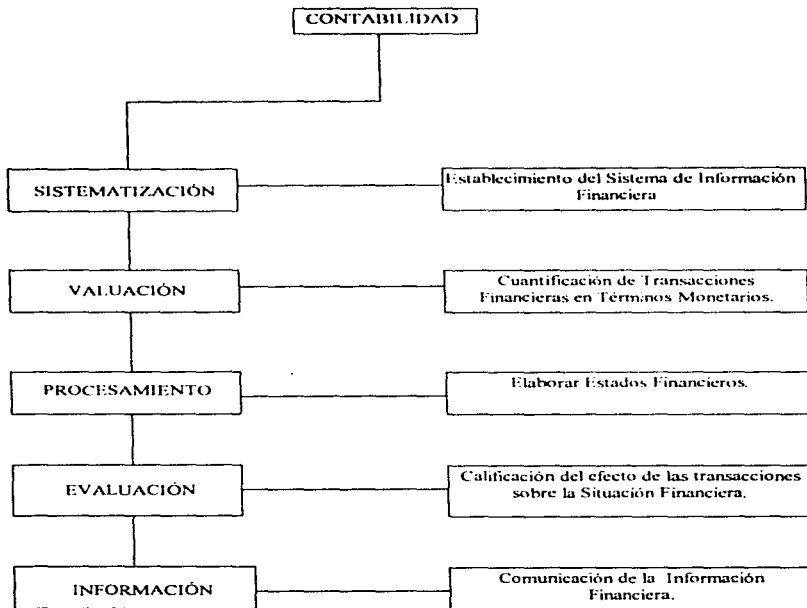 CONTABILIDAD
SISTEMATIZACIÓN
Establecimiento del Sistema de Información
Financiera
VALUACIÓN
Cuantificación de Transacciones
Financieras en Términos Monetarios.
PROCESAMIENTO
Elaborar Estados Financieros.
EVALUACIÓN
Calificación del efecto de las transacciones
sobre la Situación Financiera.
INFORMACIÓN
Comunicación de la Información
Financiera.